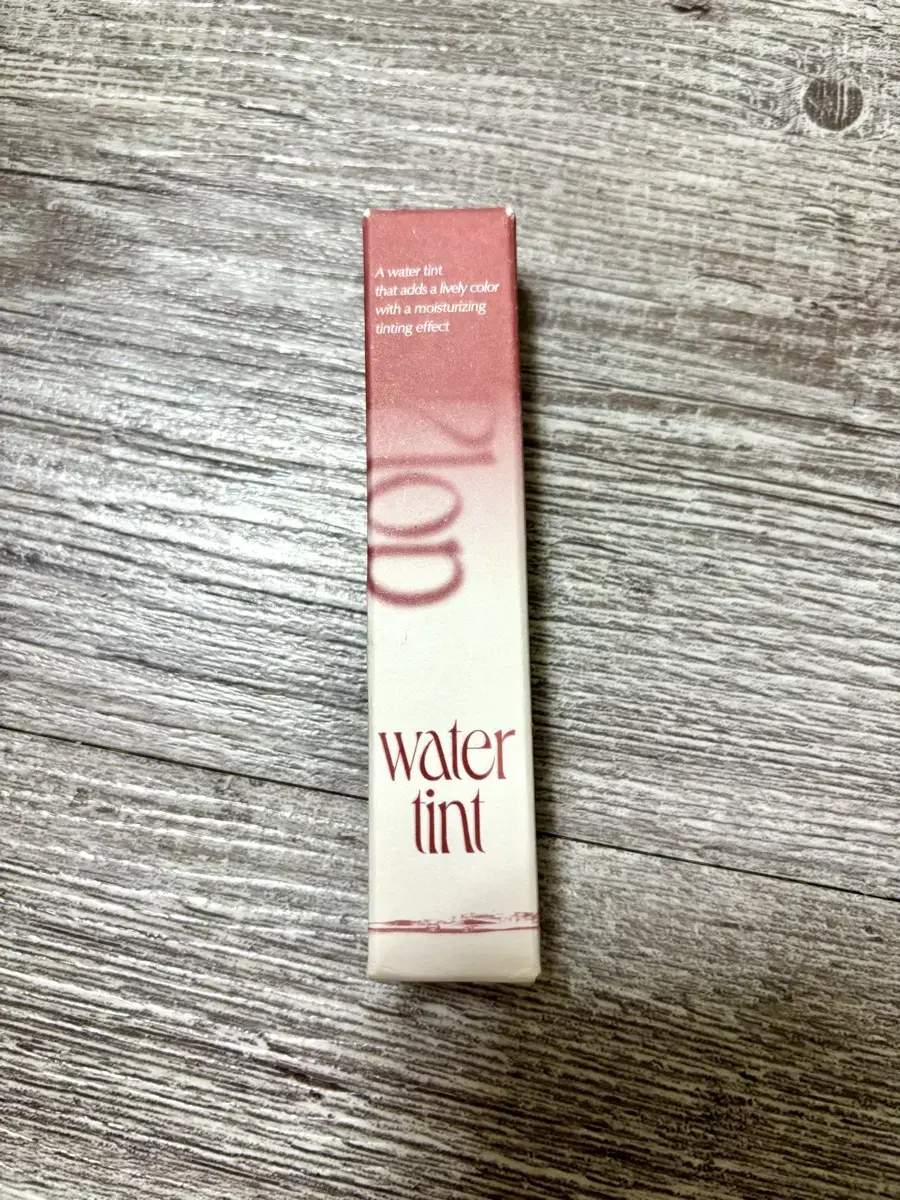 A water tint
that adds a lively color
with a moisturizing
tinting effect
water
tint